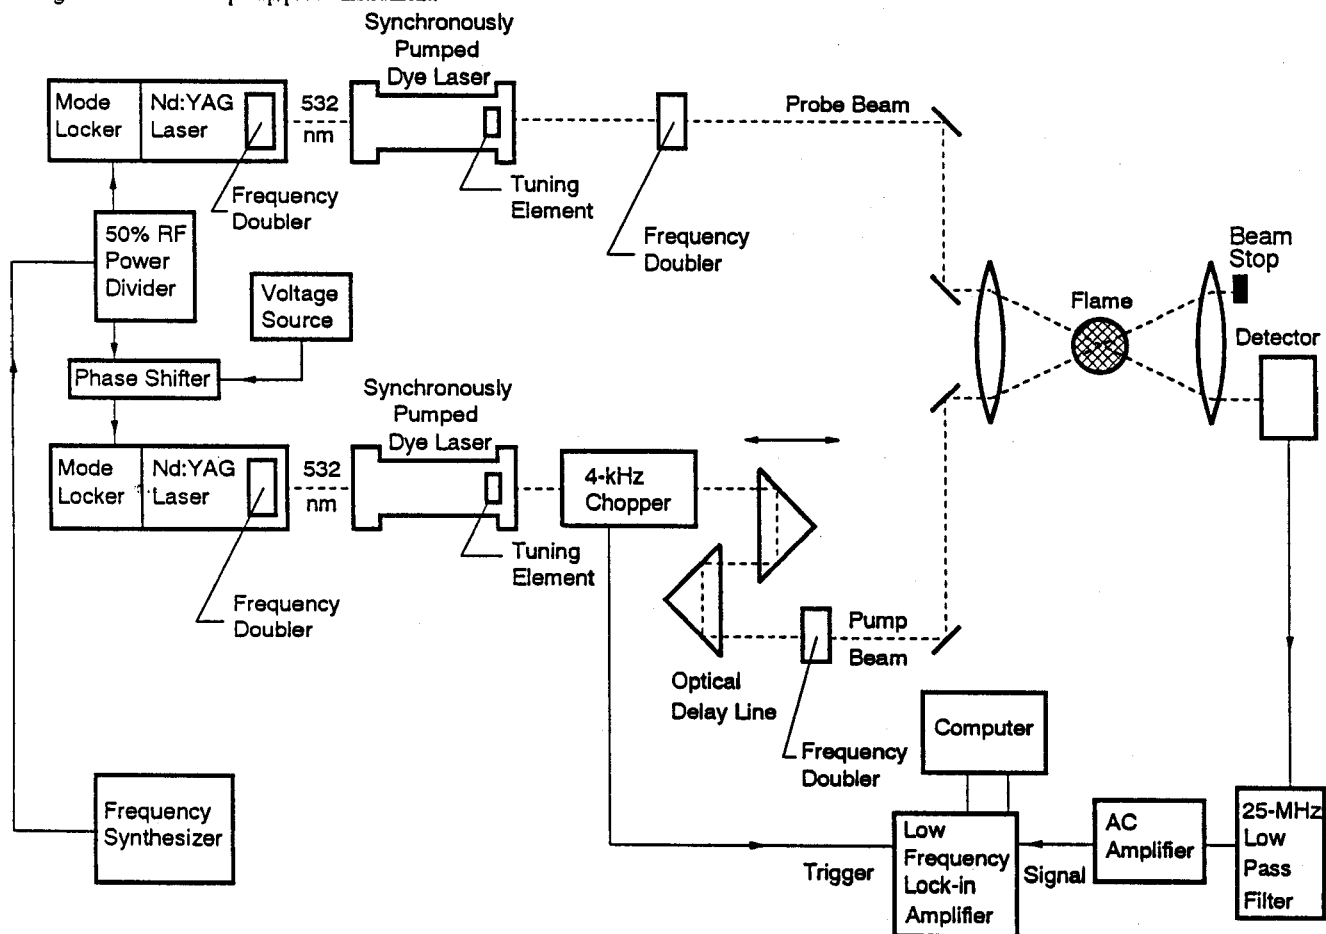 Synchronously
Pumped
Dye Laser
Mode
Locker
Nd:YAG
Laser
532
nm
Probe Beam
Frequency
Doubler
Tuning
Element
Frequency
Doubler
50% RF
Power
Divider
Voltage
Source
Beam
Stop
Flame
Detector
Phase Shifter
Synchronously
Pumped
Dye Laser
Mode
Locker
Nd:YAG
Laser
532
nm
4-kHz
Chopper
Tuning
Element
Frequency
Doubler
Pump
Beam
Optical
Delay Line
Frequency
Doubler
Computer
Frequency
Synthesizer
Low
Frequency
Lock-in
Amplifier
Trigger
Signal
AC
Amplifier
25-MHz
Low
Pass
Filter